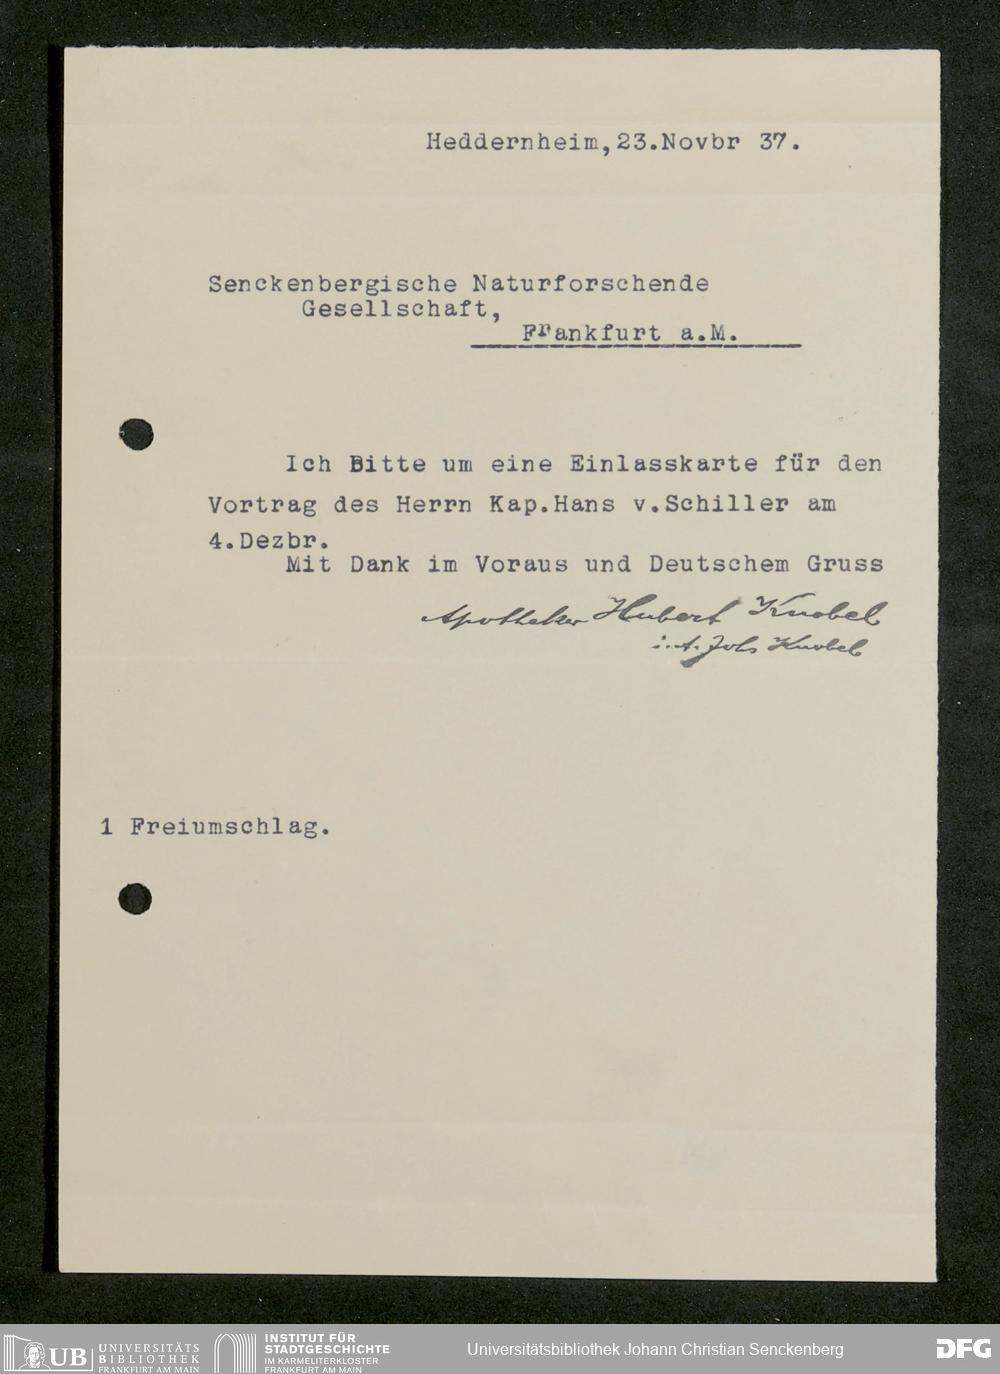 Heddernheim,23.Novbr 37.
Senckenbergische Naturforschende
Gesellschaft,
Frankfurt a.M.
Ich Bitte um eine Einlasskarte für den
Vortrag des Herrn Kap.Hans v.Schiller am
4.Dezbr.
Mit Dank im Voraus und Deutschem Gruss
Apotheker Hubert Knobel
i.A. Johs Knobel
1 Freiumschlag.
UB UNIVERSITÄTS
BIBLIOTHEK
FRANKFURT AM MAIN
INSTITUT FÜR
STADTGESCHICHTE
IM KARMELITERKLOSTER
FRANKFURT AM MAIN
Universitätsbibliothek Johann Christian Senckenberg
DFG